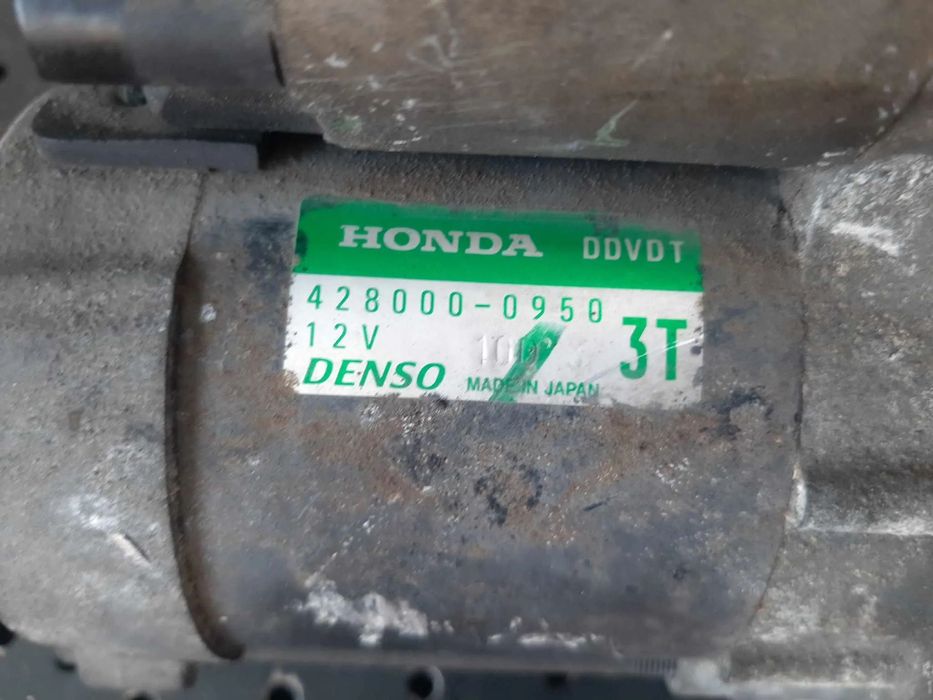 HONDA DDVDT
428000-0950
12V 3T
DENSO MADE IN JAPAN